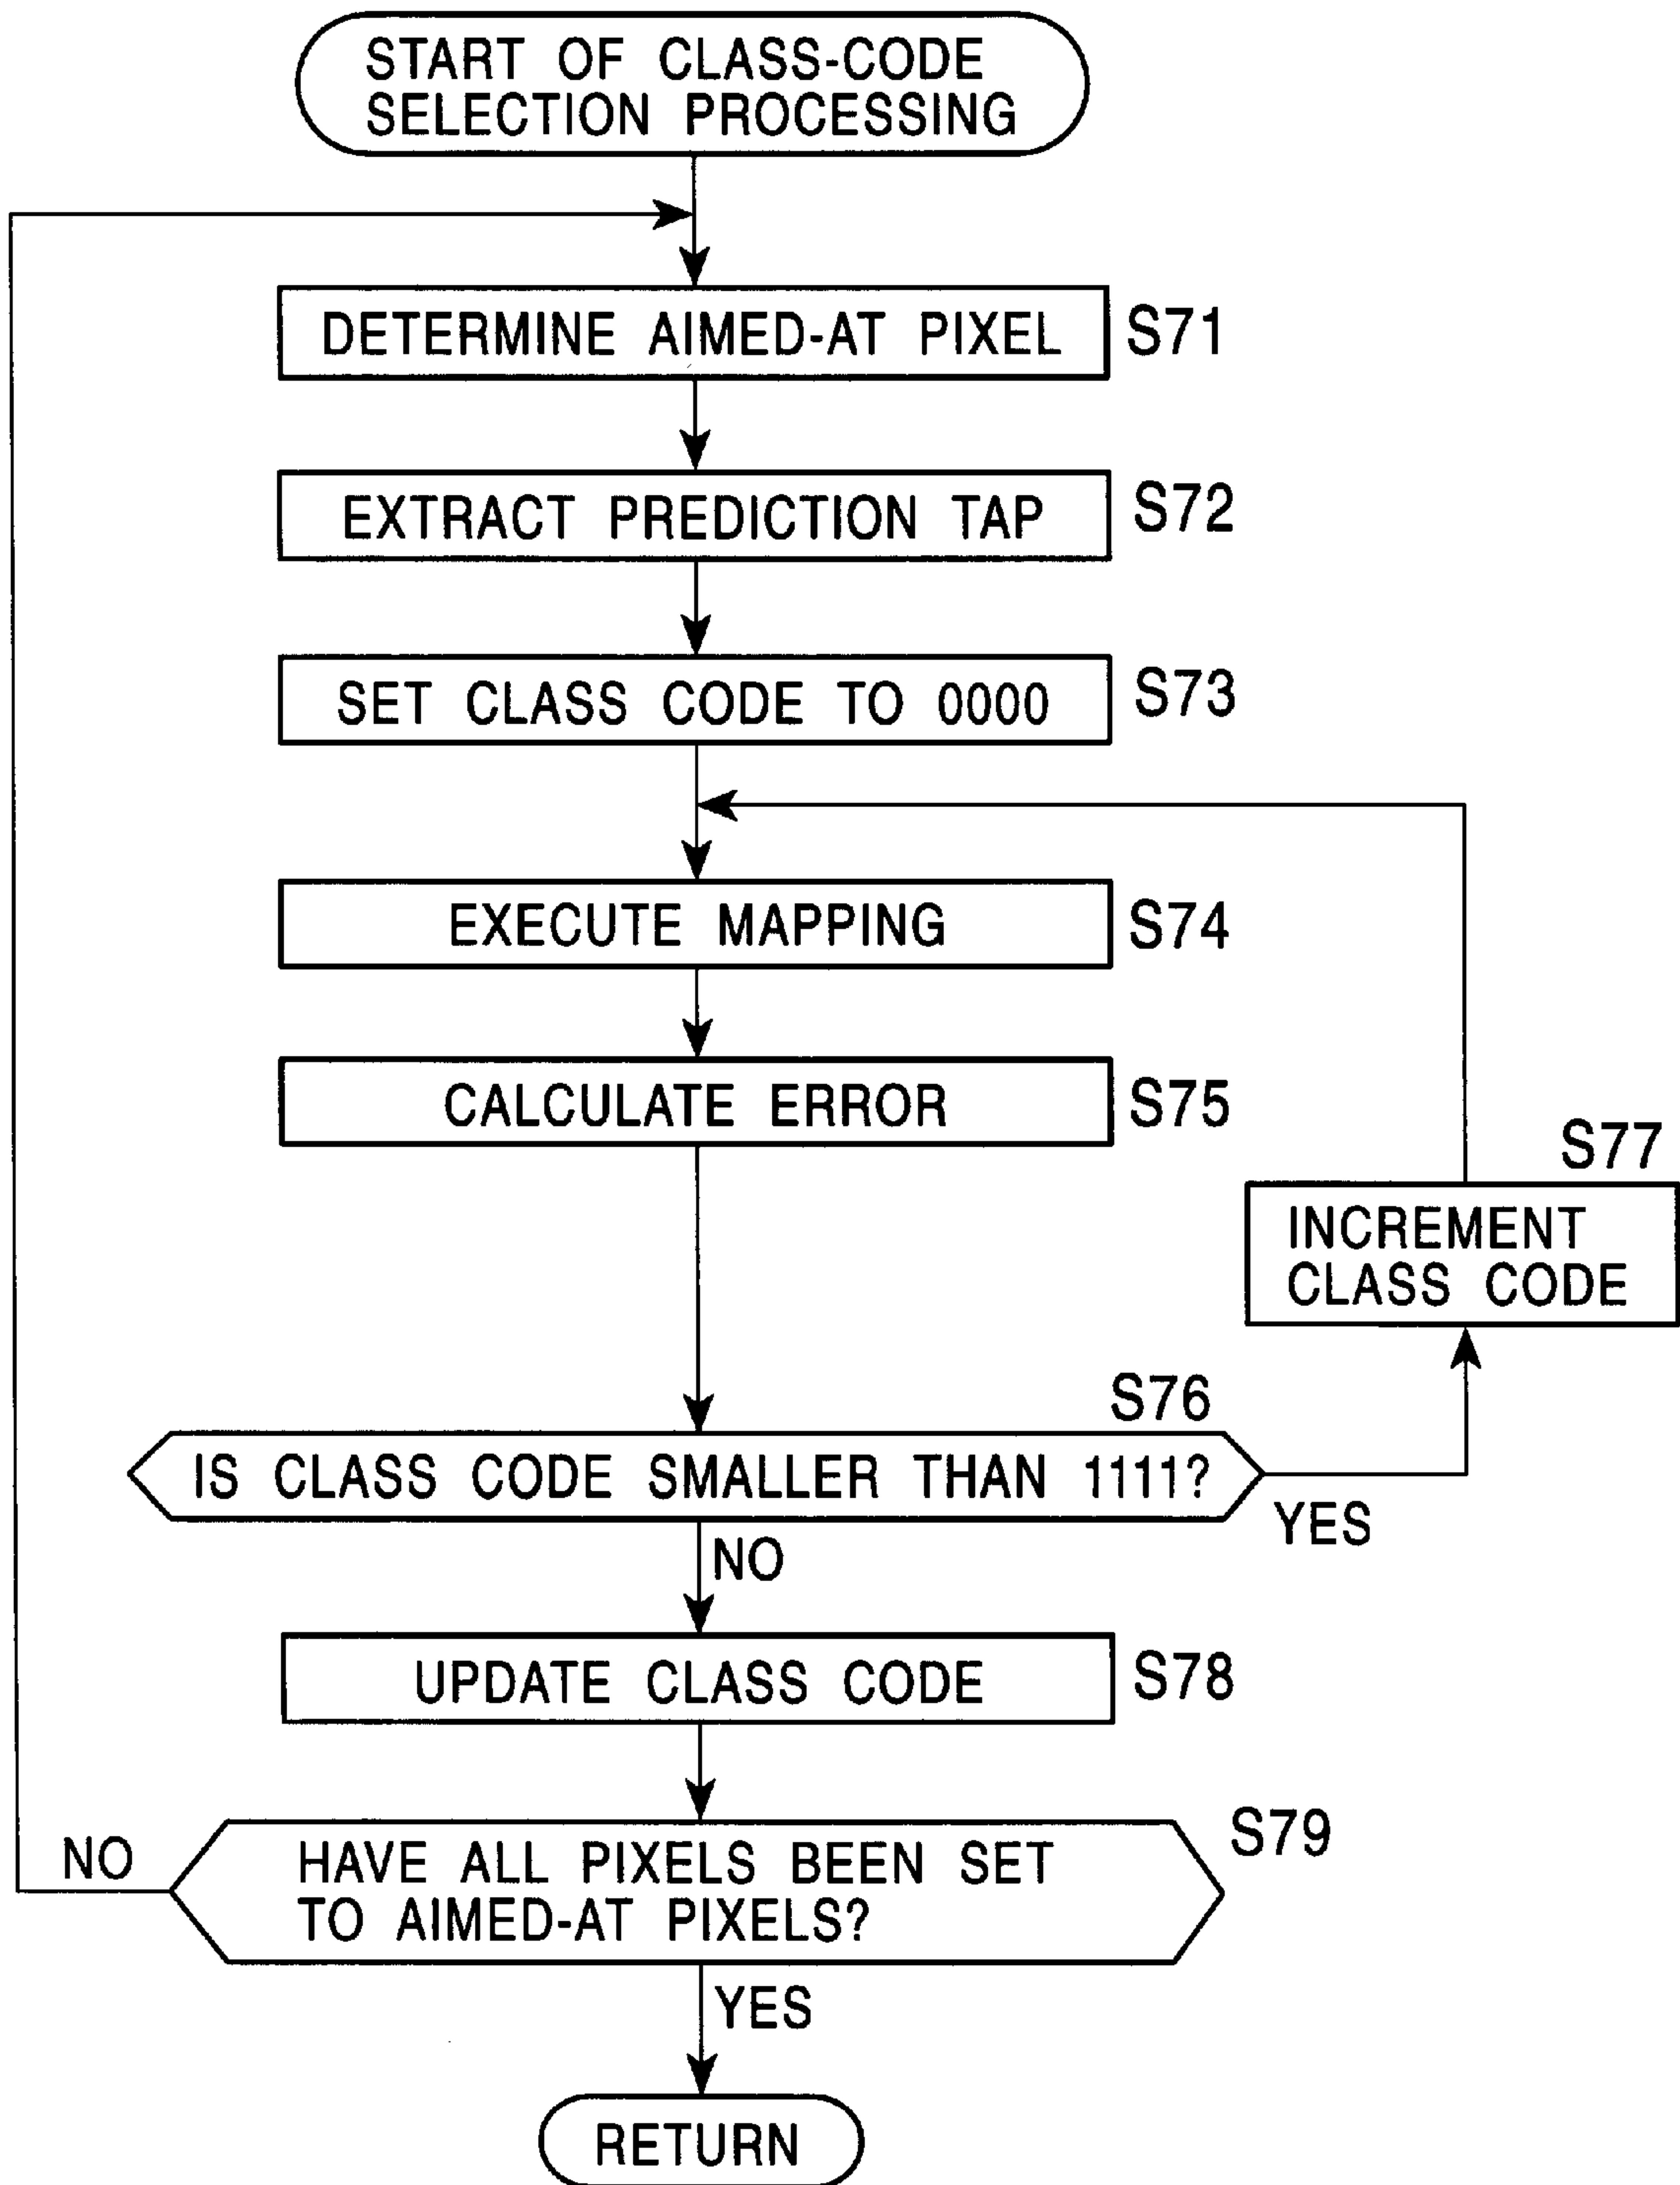 START OF CLASS-CODE
SELECTION PROCESSING
DETERMINE AIMED-AT PIXEL
S71
EXTRACT PREDICTION TAP
S72
SET CLASS CODE TO 0000
S73
EXECUTE MAPPING
S74
CALCULATE ERROR
S75
S77
INCREMENT
CLASS CODE
S76
IS CLASS CODE SMALLER THAN 1111?
YES
NO
UPDATE CLASS CODE
S78
S79
NO
HAVE ALL PIXELS BEEN SET
TO AIMED-AT PIXELS?
YES
RETURN